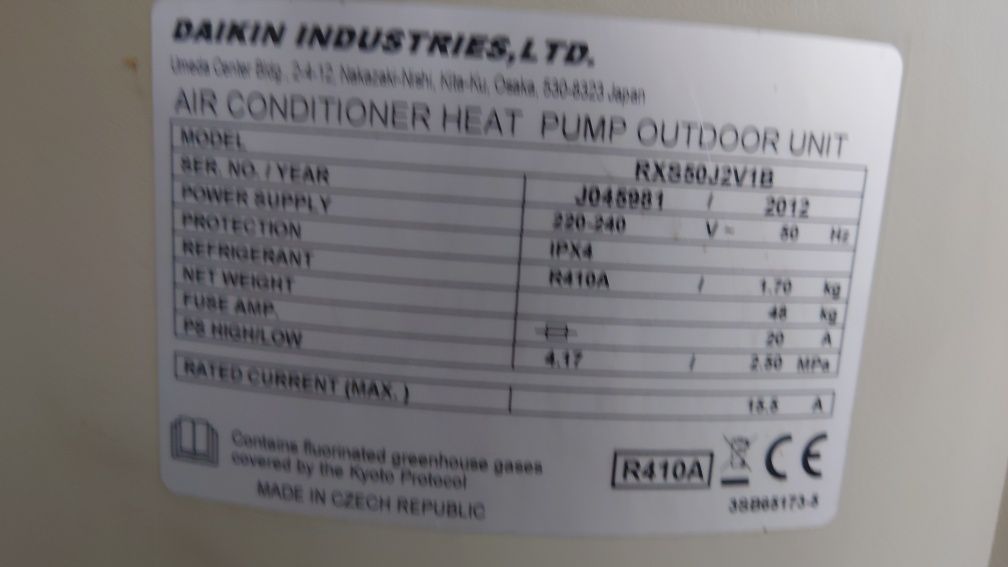 DAIKIN INDUSTRIES,LTD.
Umeda Center Bldg., 2-4-12, Nakazaki-Nishi, Kita-Ku, Osaka, 530-8323 Japan
AIR CONDITIONER HEAT PUMP OUTDOOR UNIT
MODEL RXS50J2V1B
SER. NO. / YEAR J045981 / 2012
POWER SUPPLY 220-240 V ~ 50 Hz
PROTECTION IPX4
REFRIGERANT R410A / 1.70 kg
NET WEIGHT 48 kg
FUSE AMP. 20 A
PS HIGH/LOW 4.17 / 2.50 MPa
RATED CURRENT (MAX.) 15.5 A
Contains fluorinated greenhouse gases
covered by the Kyoto Protocol
R410A CE
MADE IN CZECH REPUBLIC
3SB65173-5